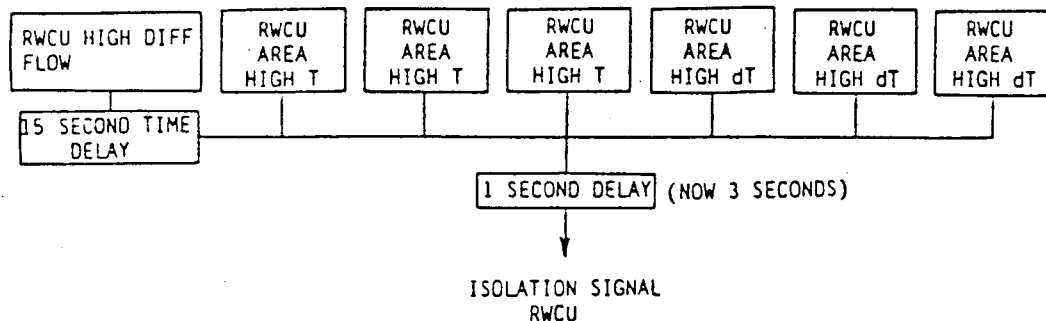 RWCU HIGH DIFF
FLOW
RWCU
AREA
HIGH T
RWCU
AREA
HIGH T
RWCU
AREA
HIGH T
RWCU
AREA
HIGH dT
RWCU
AREA
HIGH dT
RWCU
AREA
HIGH dT
15 SECOND TIME
DELAY
1 SECOND DELAY (NOW 3 SECONDS)
ISOLATION SIGNAL
RWCU